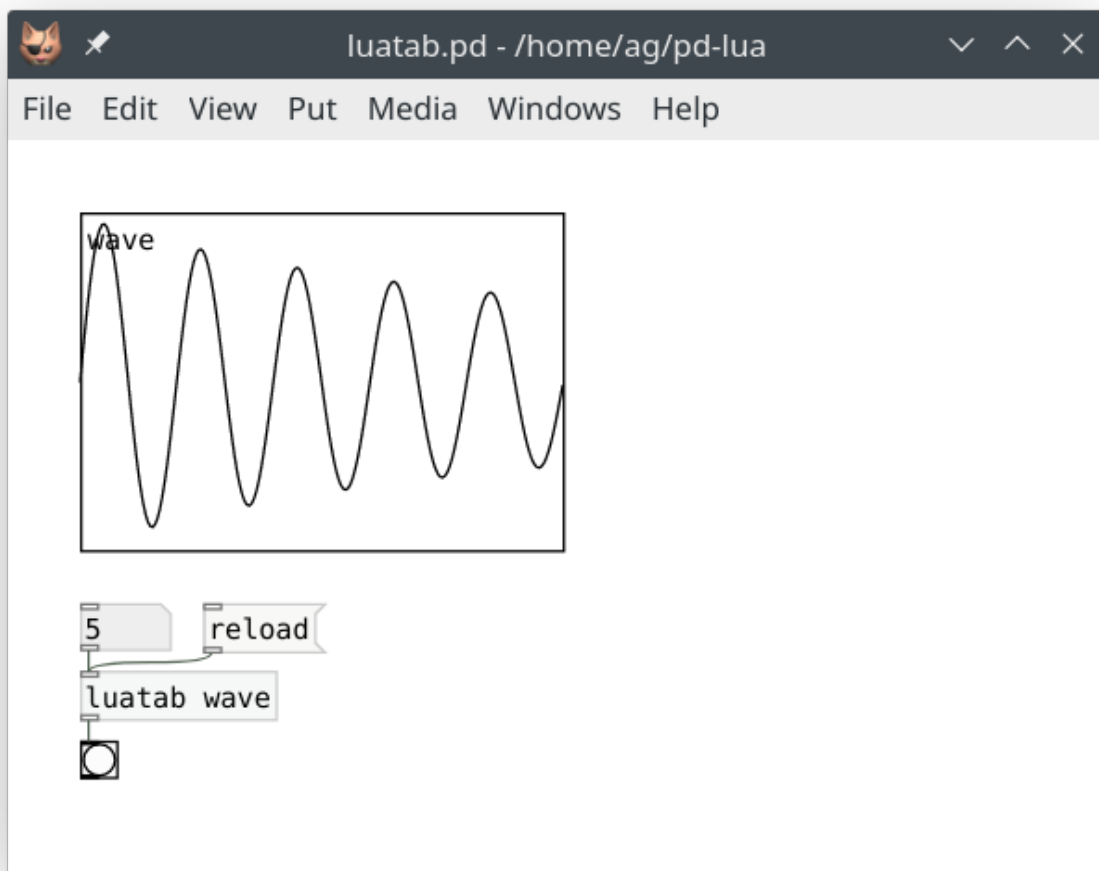 luatab.pd - /home/ag/pd-lua
File Edit View Put Media Windows Help
wave
5 reload
luatab wave